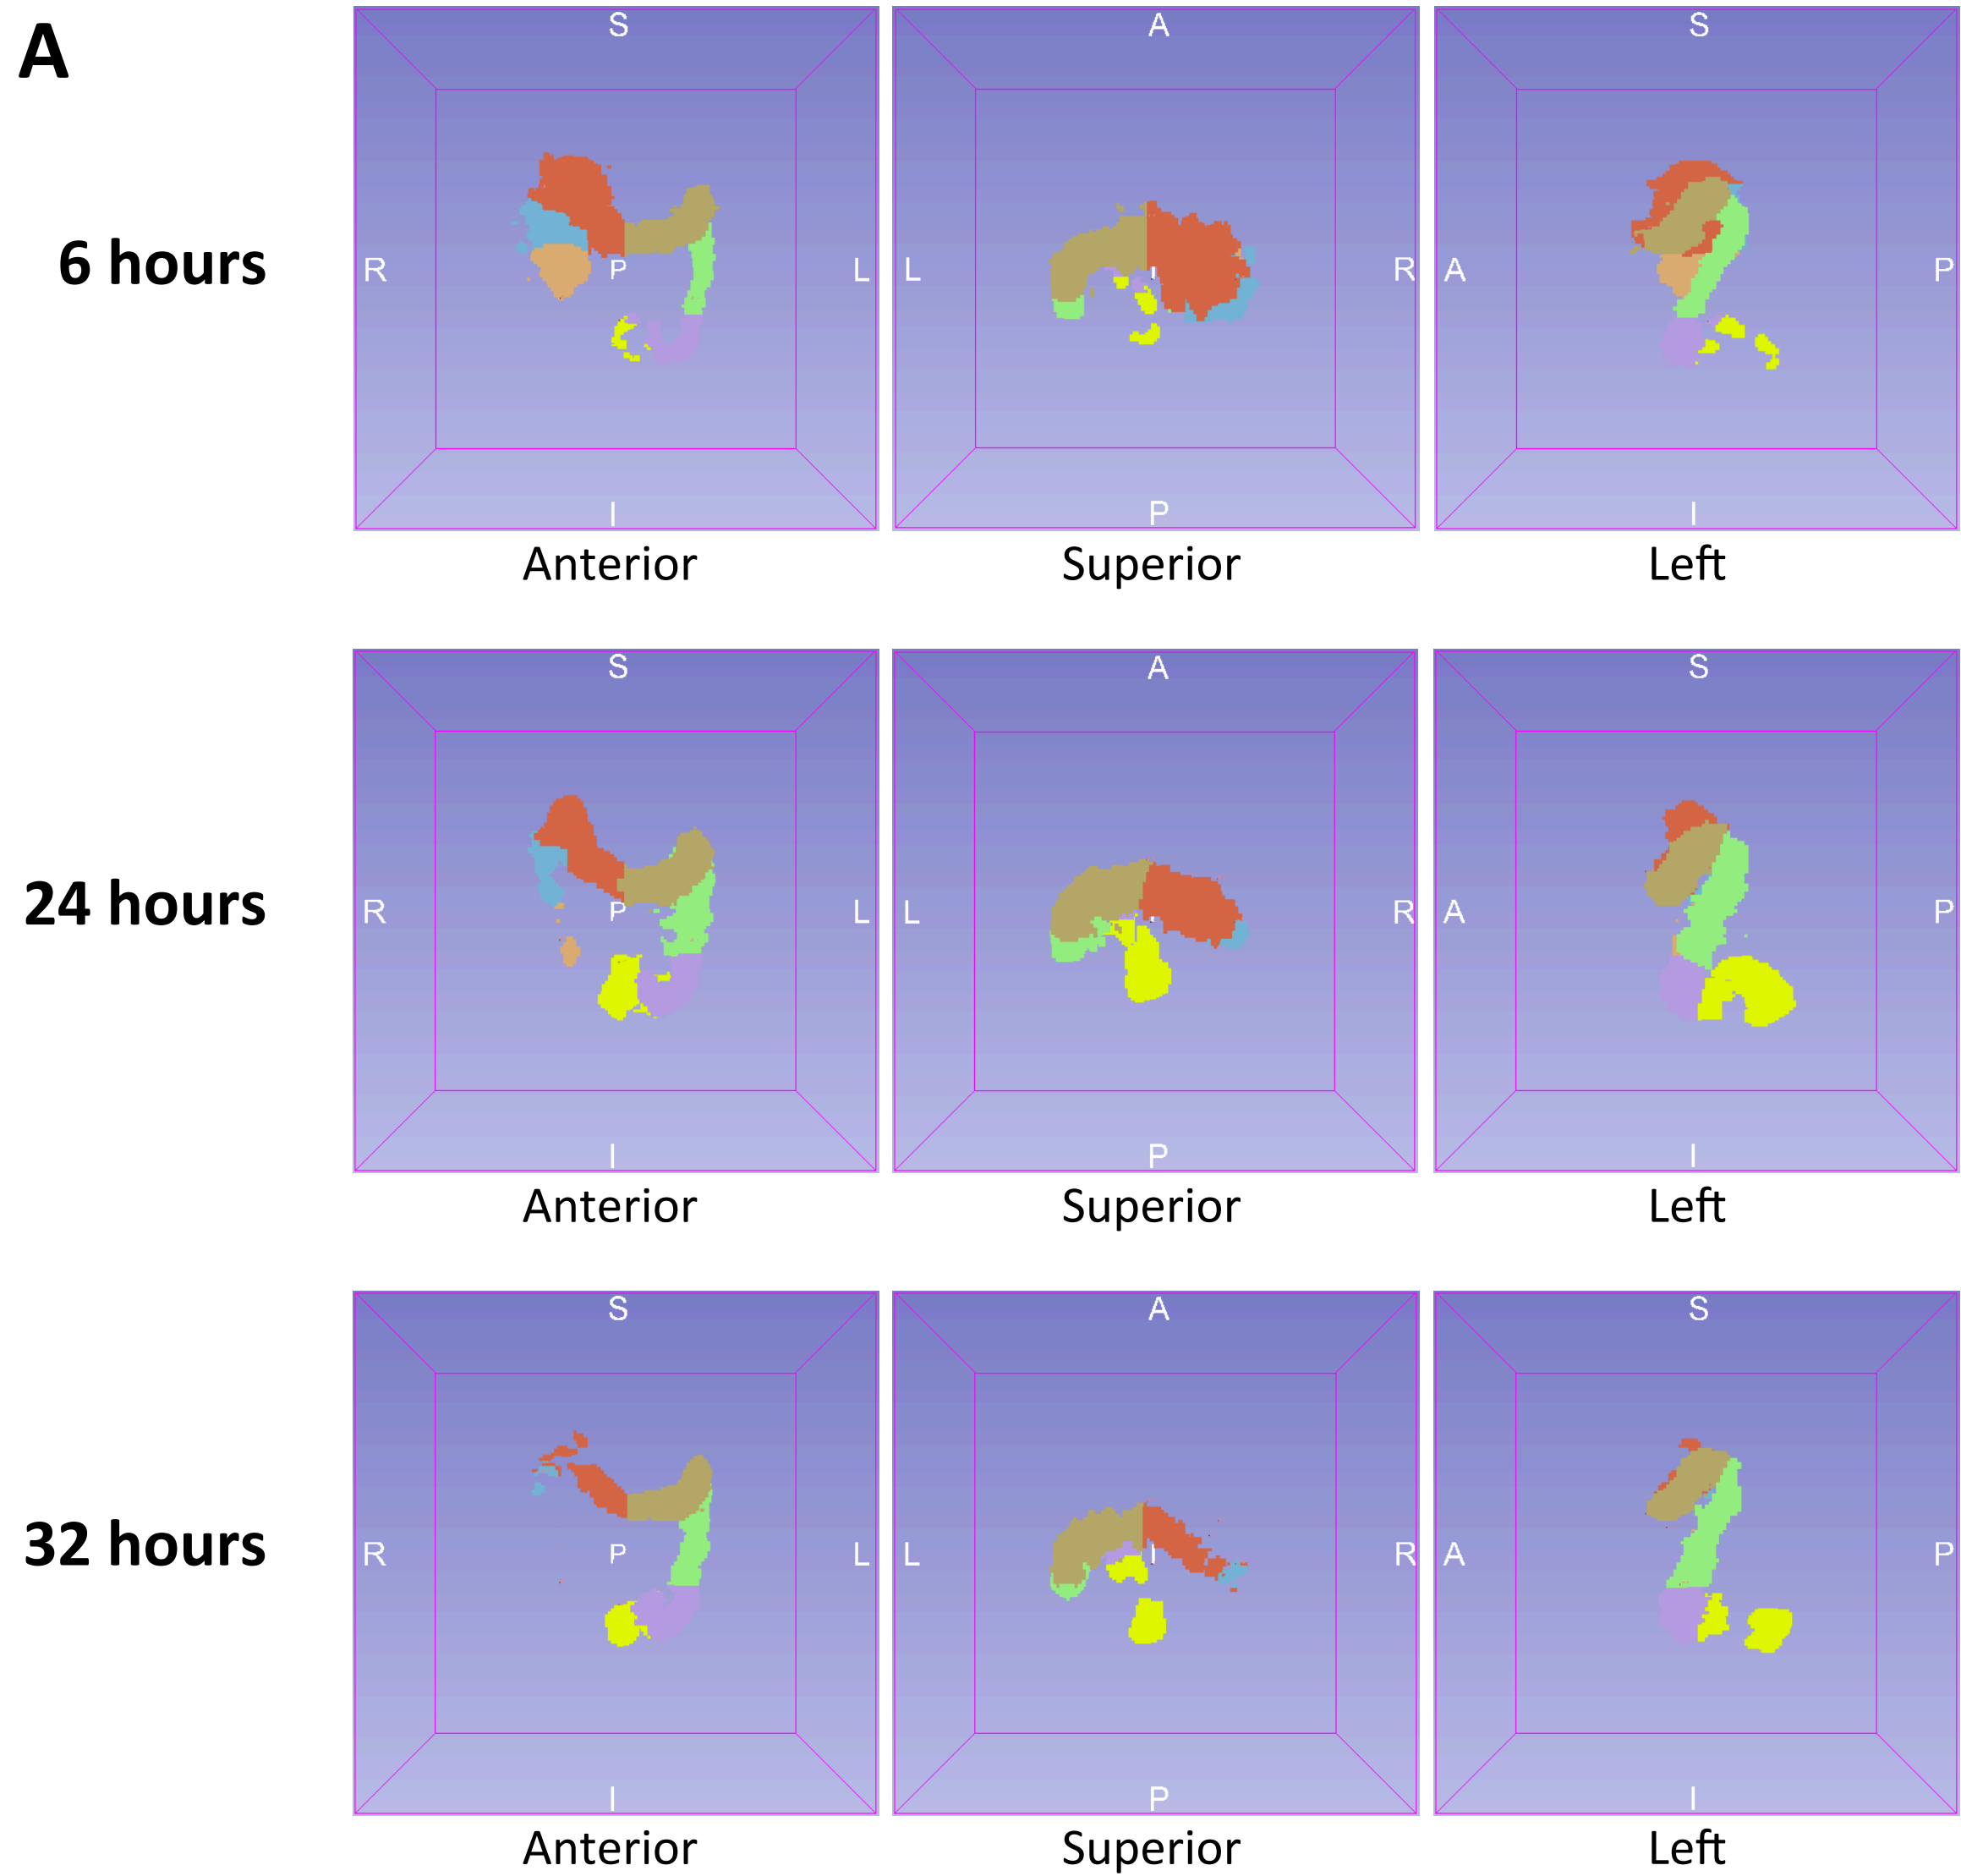 A
S A S
6 hours
R P L L I R A P
I P I
Anterior Superior Left
S A S
24 hours
R P L L I R A P
I P I
Anterior Superior Left
S A S
32 hours
R P L L I R A P
I P I
Anterior Superior Left